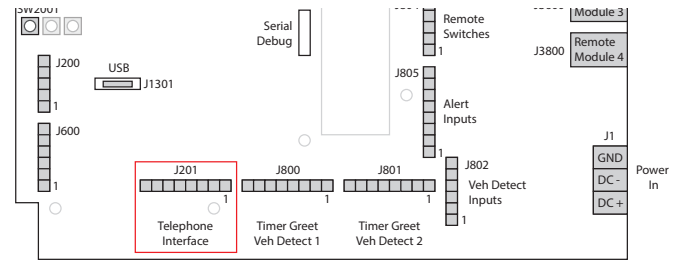 SW2001
Serial
Debug
Remote
Switches
1
Module 3
J3800
Remote
Module 4
J200
1
USB
J1301
J805
Alert
Inputs
1
J600
1
J201
1
Telephone
Interface
J800
1
Timer Greet
Veh Detect 1
J801
1
Timer Greet
Veh Detect 2
J802
Veh Detect
Inputs
1
J1
GND
DC -
DC +
Power
In